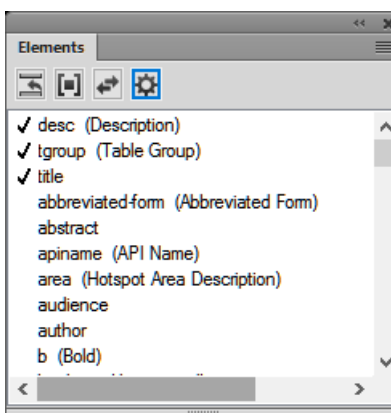 Elements
desc (Description)
tgroup (Table Group)
title
abbreviated-form (Abbreviated Form)
abstract
apiname (API Name)
area (Hotspot Area Description)
audience
author
b (Bold)